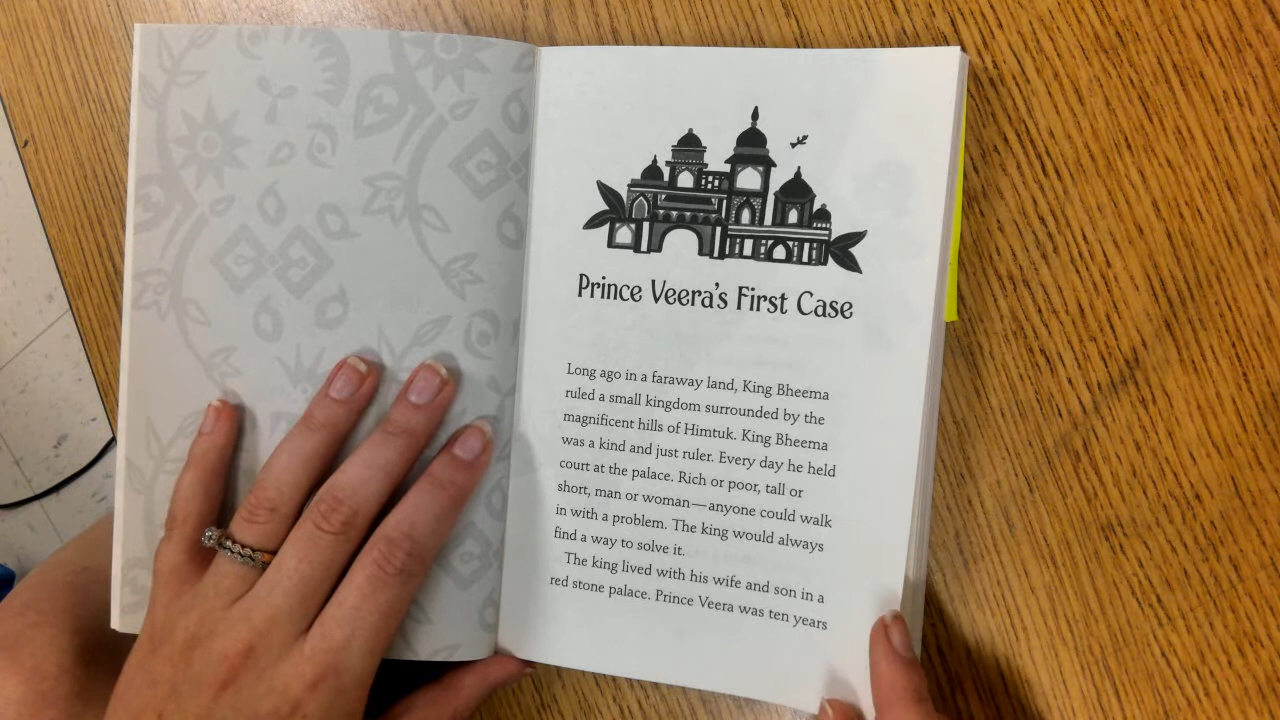 Prince Veera's First Case
Long ago in a faraway land, King Bheema
ruled a small kingdom surrounded by the
magnificent hills of Himtuk. King Bheema
was a kind and just ruler. Every day he held
court at the palace. Rich or poor, tall or
short, man or woman—anyone could walk
in with a problem. The king would always
find a way to solve it.
The king lived with his wife and son in a
red stone palace. Prince Veera was ten years